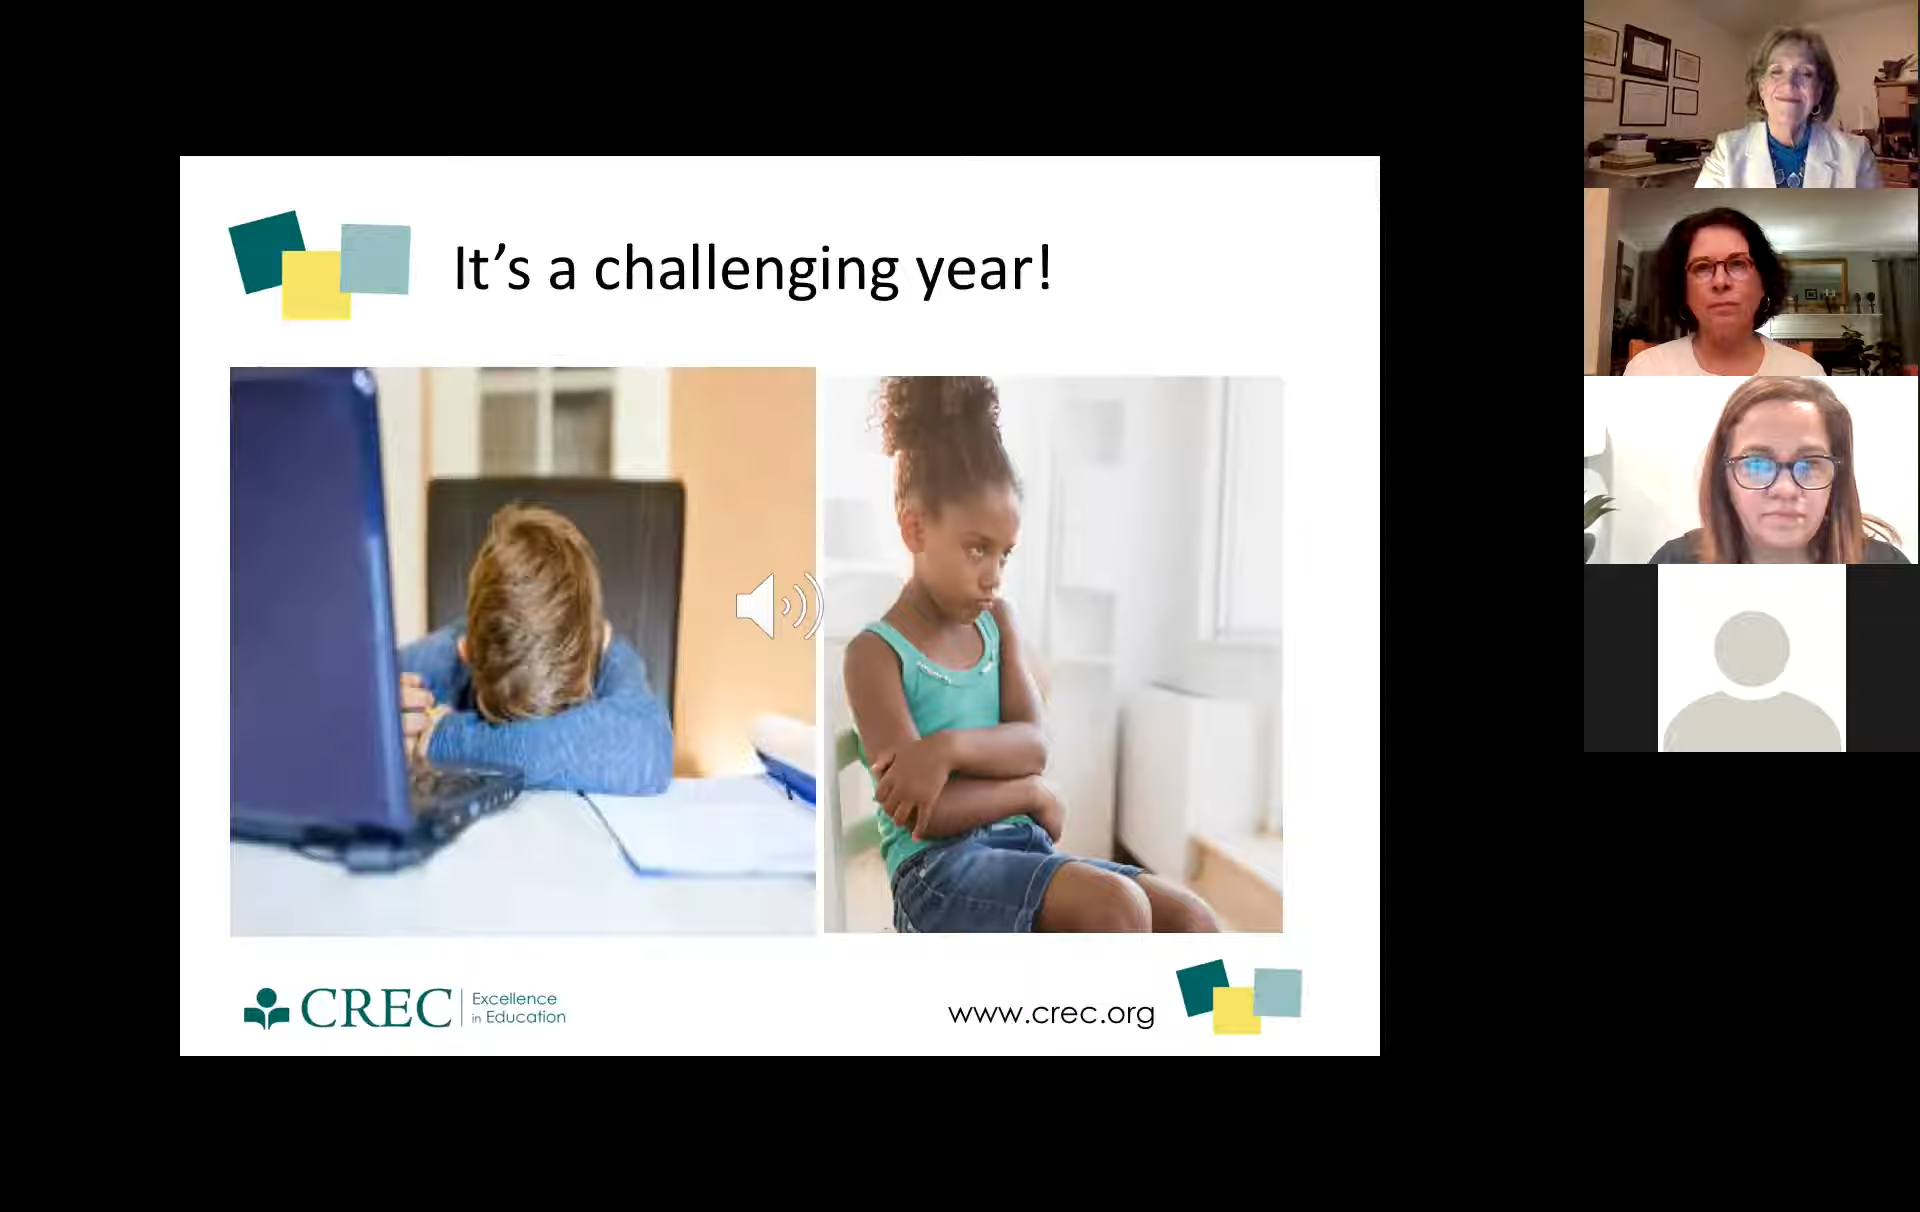 It’s a challenging year!
CREC
Excellence
in Education
www.crec.org